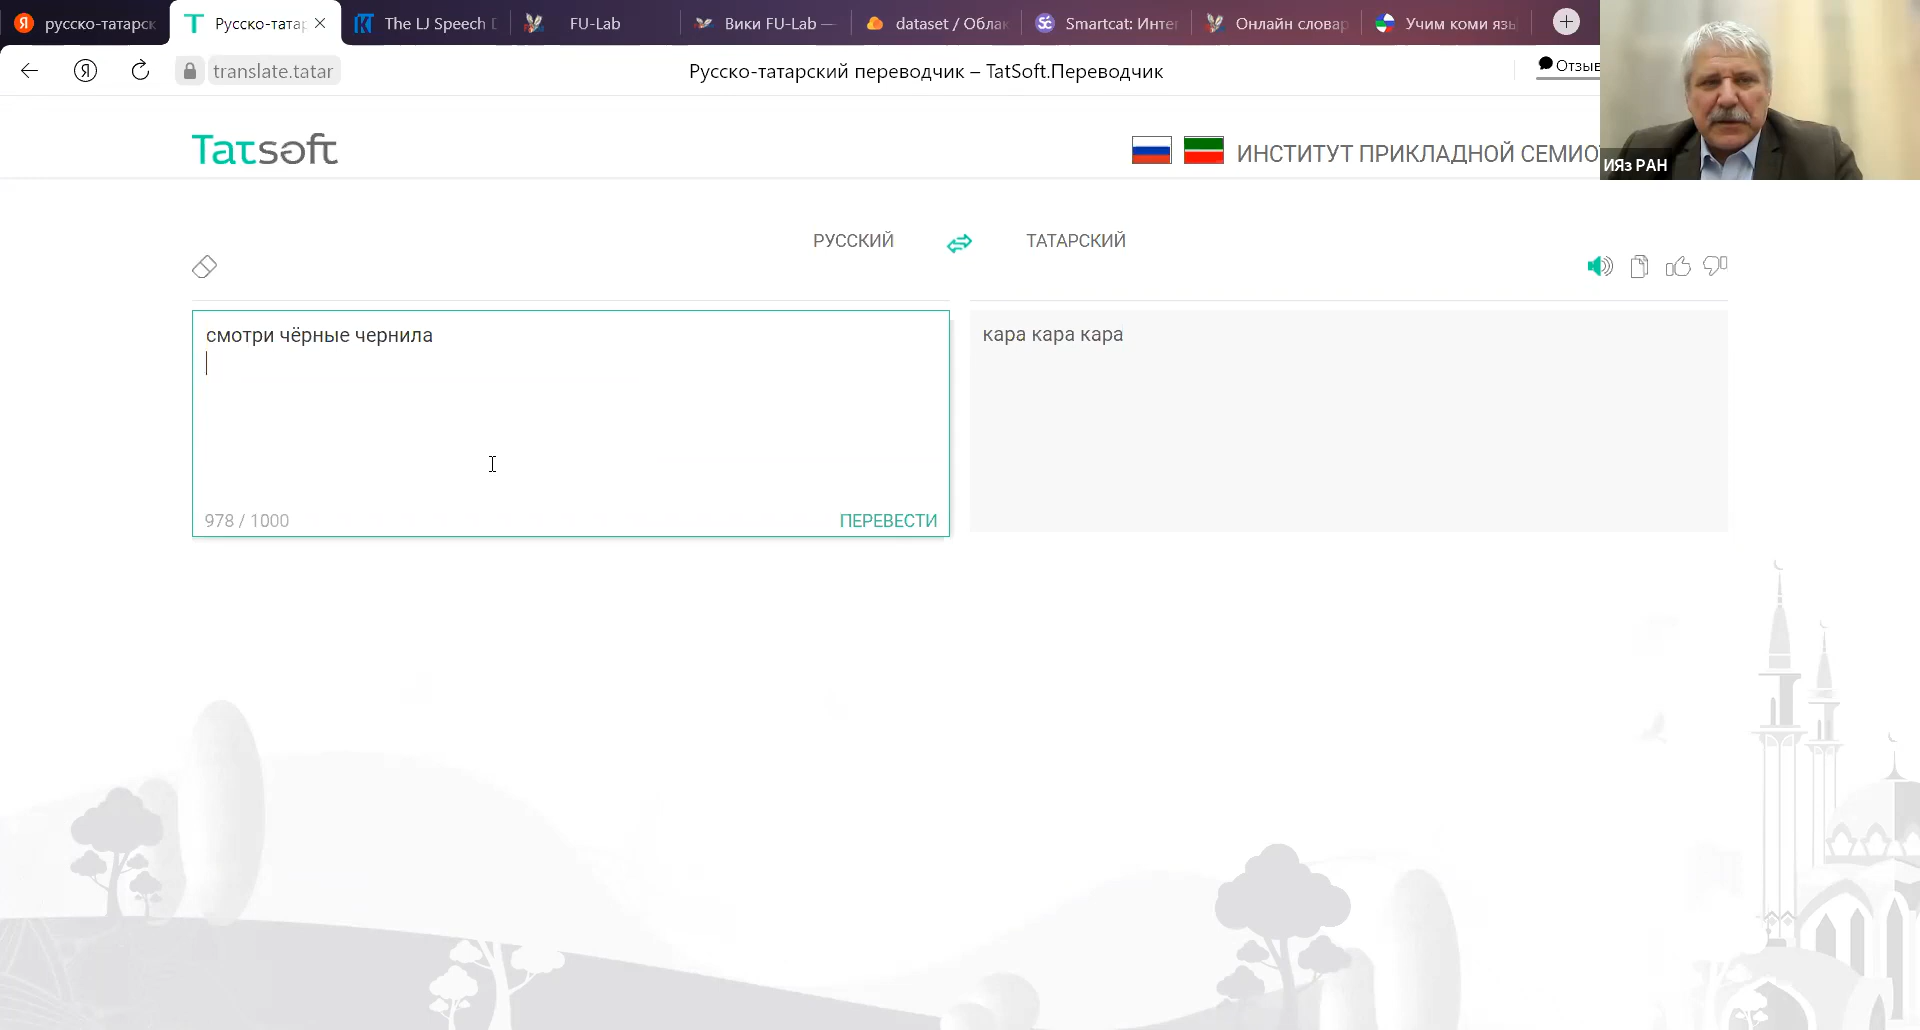 русско-татарск
Русско-татар
The LJ Speech D
FU-Lab
Вики FU-Lab —
dataset / Облак
Smartcat: Интег
Онлайн словар
Учим коми язы
translate.tatar
Русско-татарский переводчик – TatSoft.Переводчик
Отзыв
Tatsoft
ИНСТИТУТ ПРИКЛАДНОЙ СЕМИО
ИЯз РАН
РУССКИЙ
ТАТАРСКИЙ
смотри чёрные чернила
кара кара кара
978 / 1000
ПЕРЕВЕСТИ